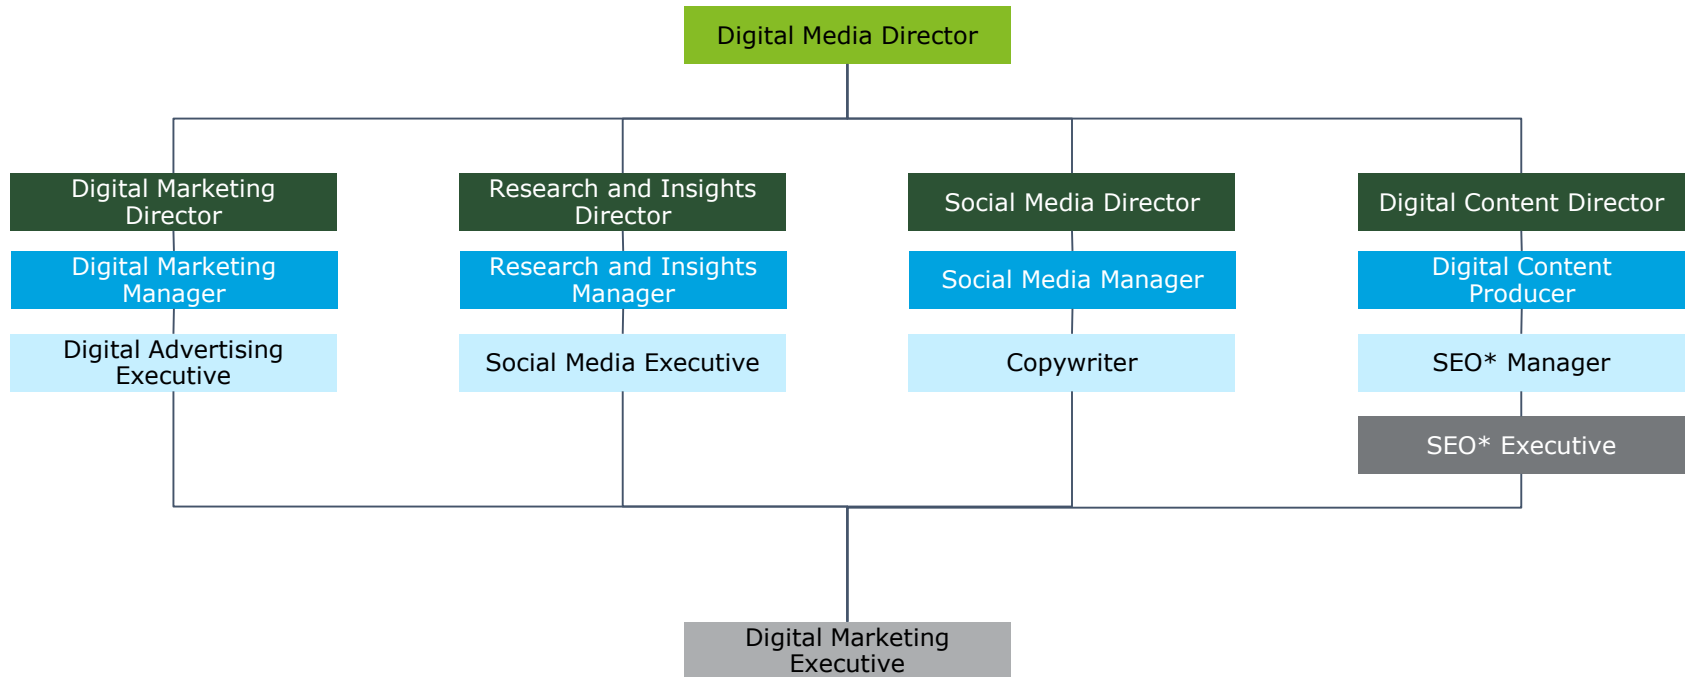 Digital Media Director
Digital Marketing
Director
Research and Insights
Director
Social Media Director
Digital Content Director
Digital Marketing
Manager
Research and Insights
Manager
Social Media Manager
Digital Content
Producer
Digital Advertising
Executive
Social Media Executive
Copywriter
SEO* Manager
SEO* Executive
Digital Marketing
Executive